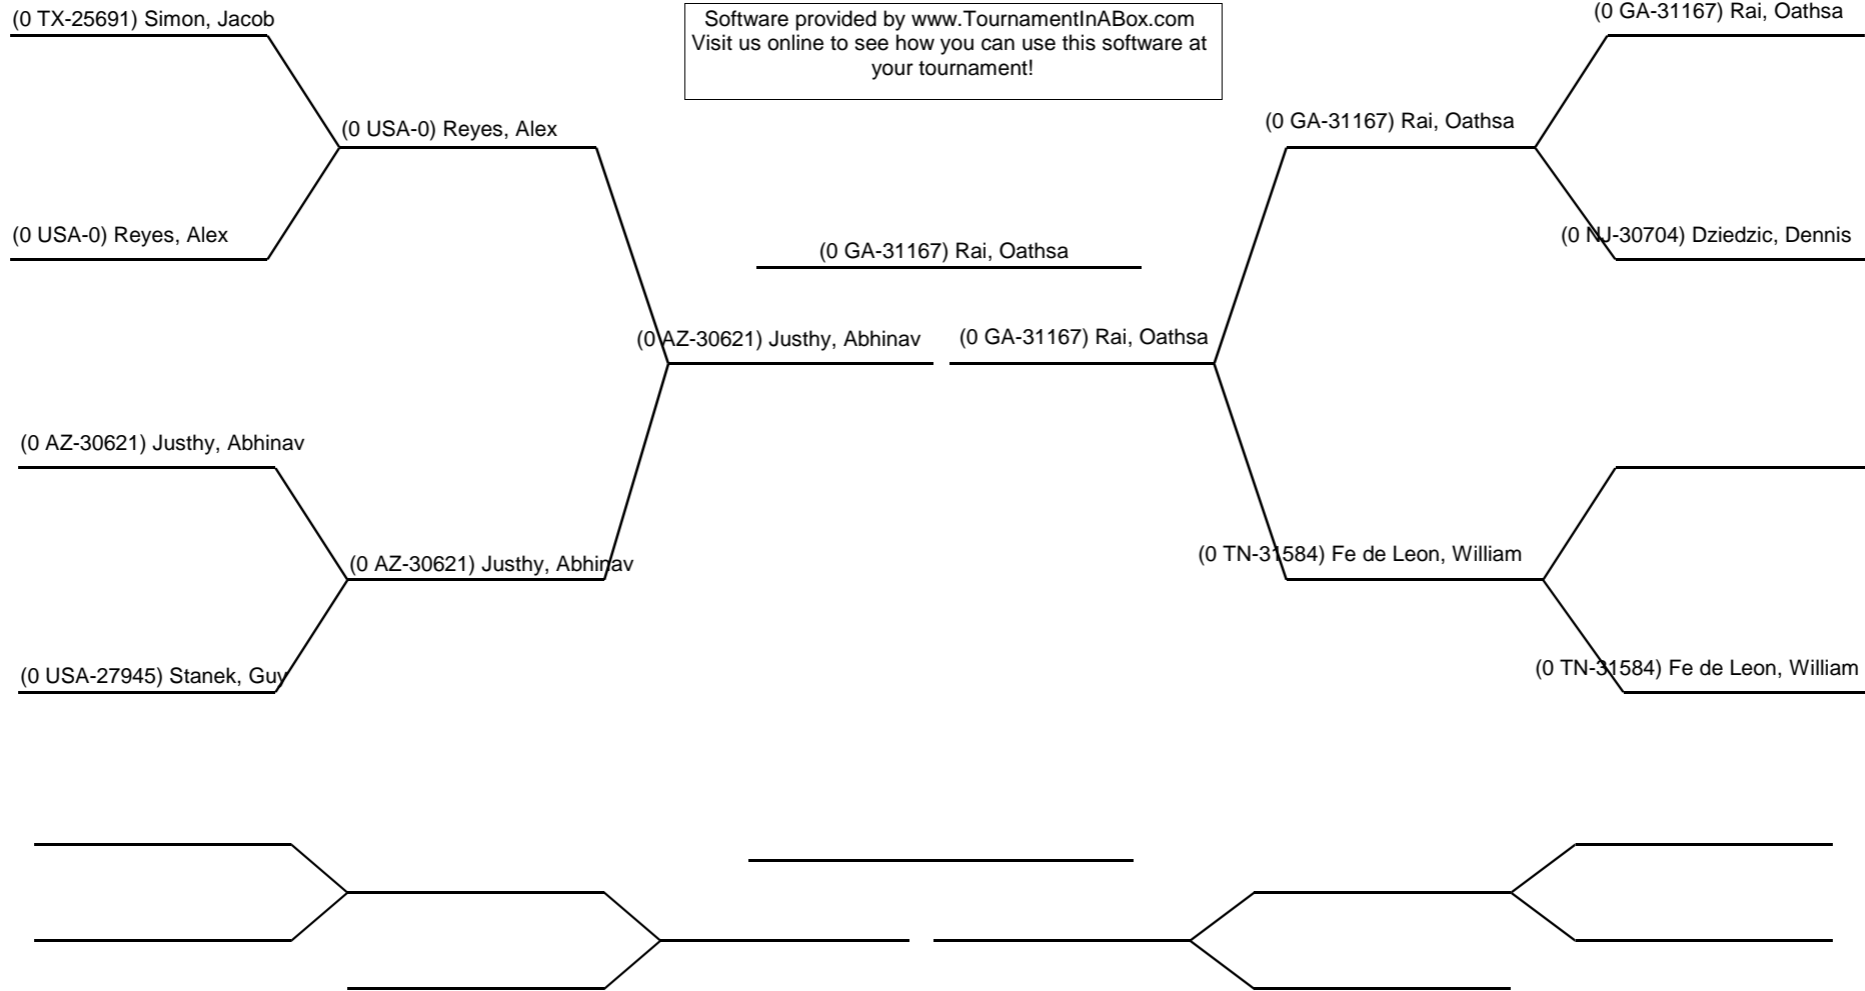 (0 TX-25691) Simon, Jacob
Software provided by www.TournamentInABox.com
Visit us online to see how you can use this software at
your tournament!
(0 GA-31167) Rai, Oathsa
(0 USA-0) Reyes, Alex
(0 GA-31167) Rai, Oathsa
(0 USA-0) Reyes, Alex
(0 GA-31167) Rai, Oathsa
(0 NJ-30704) Dziedzic, Dennis
(0 AZ-30621) Justhy, Abhinav
(0 GA-31167) Rai, Oathsa
(0 AZ-30621) Justhy, Abhinav
(0 AZ-30621) Justhy, Abhinav
(0 TN-31584) Fe de Leon, William
(0 USA-27945) Stanek, Guy
(0 TN-31584) Fe de Leon, William